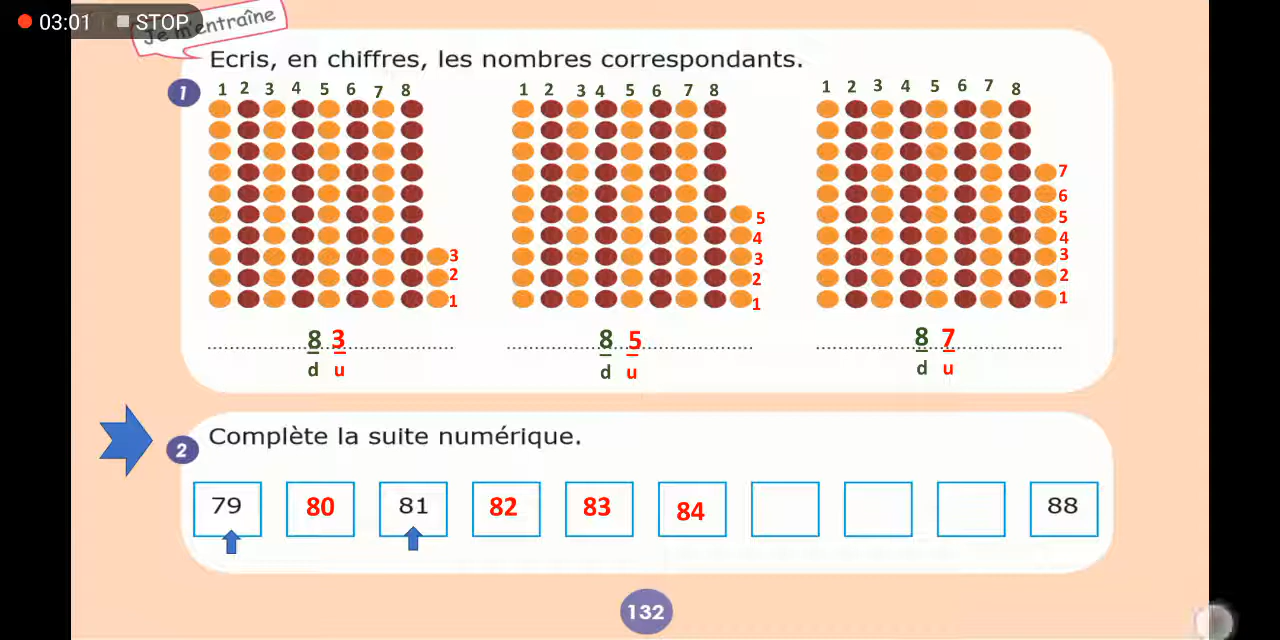 03:01 STOP
Je m'entraîne
Ecris, en chiffres, les nombres correspondants.
1
1 2 3 4 5 6 7 8
3
2
1
8 3
d u
1 2 3 4 5 6 7 8
5
4
3
2
1
8 5
d u
1 2 3 4 5 6 7 8
7
6
5
4
3
2
1
8 7
d u
2 Complète la suite numérique.
79 80 81 82 83 84 88
132